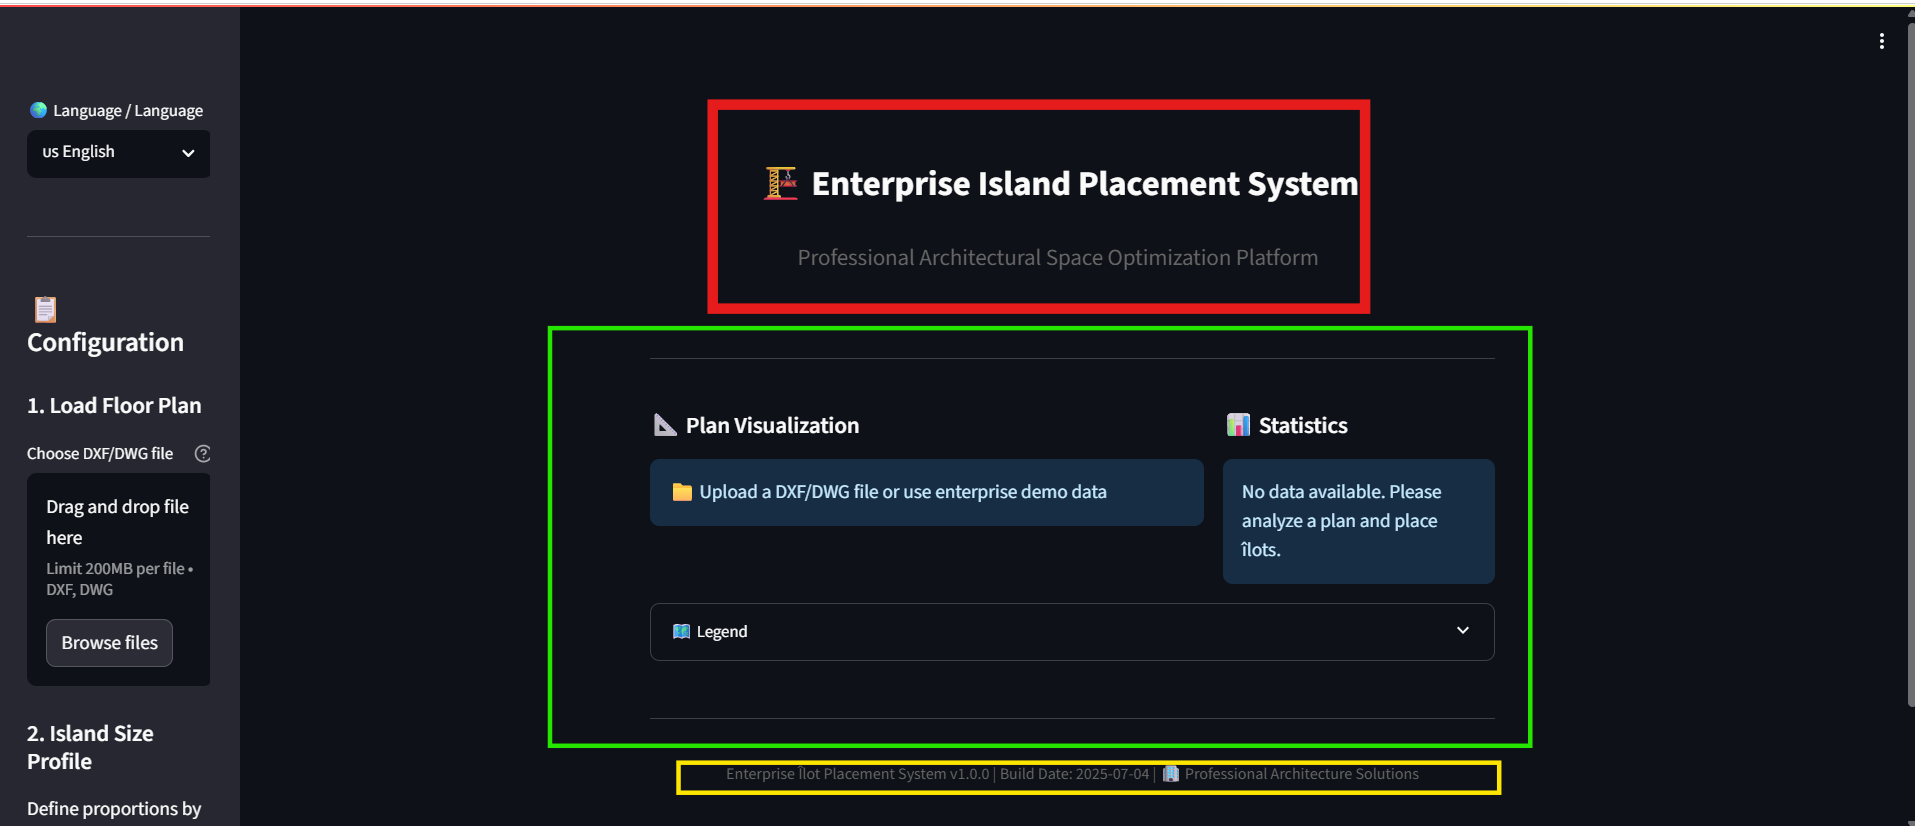 Language / Language
us English
Configuration
1. Load Floor Plan
Choose DXF/DWG file
Drag and drop file
here
Limit 200MB per file •
DXF, DWG
Browse files
2. Island Size
Profile
Define proportions by
Enterprise Island Placement System
Professional Architectural Space Optimization Platform
Plan Visualization
Upload a DXF/DWG file or use enterprise demo data
Statistics
No data available. Please
analyze a plan and place
îlots.
Legend
Enterprise Îlot Placement System v1.0.0 | Build Date: 2025-07-04 | Professional Architecture Solutions